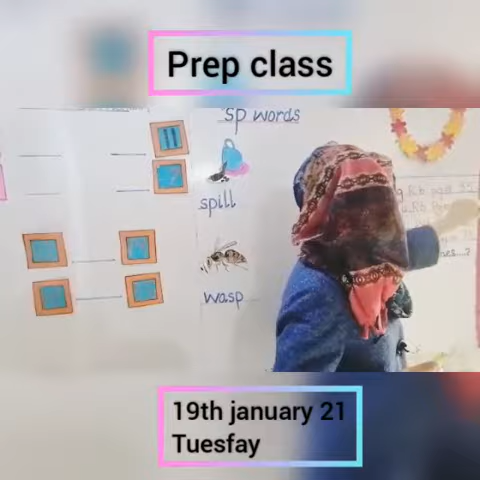 Prep class
sp words
spill
wasp
19th january 21
Tuesfay